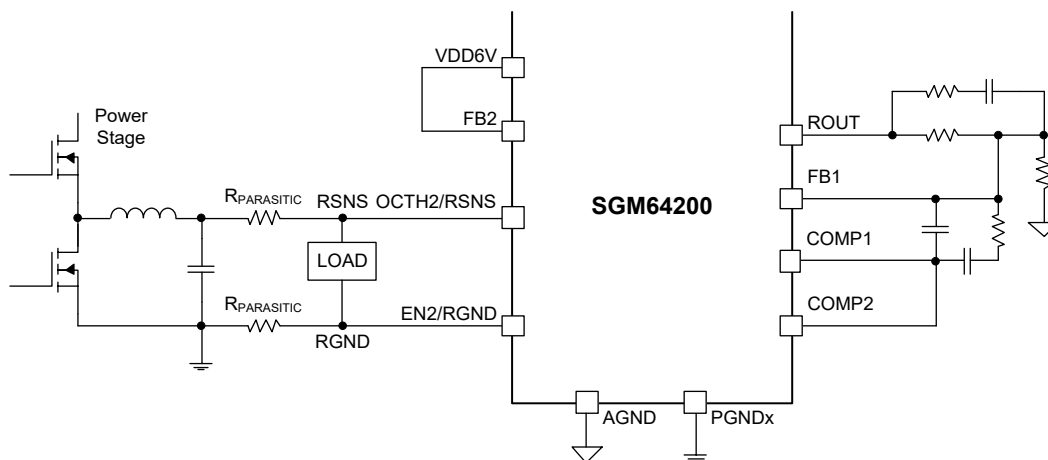 VDD6V
Power
Stage
FB2
ROUT
FB1
SGM64200
RPARASITIC
RSNS
OCTH2/RSNS
LOAD
COMP1
RPARASITIC
EN2/RGND
COMP2
RGND
AGND
PGNDx